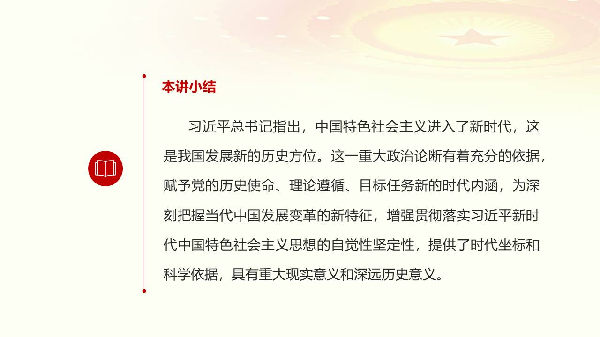 本讲小结
习近平总书记指出，中国特色社会主义进入了新时代，这
是我国发展新的历史方位。这一重大政治论断有着充分的依据，
赋予党的历史使命、理论遵循、目标任务新的时代内涵，为深
刻把握当代中国发展变革的新特征，增强贯彻落实习近平新时
代中国特色社会主义思想的自觉性坚定性，提供了时代坐标和
科学依据，具有重大现实意义和深远历史意义。